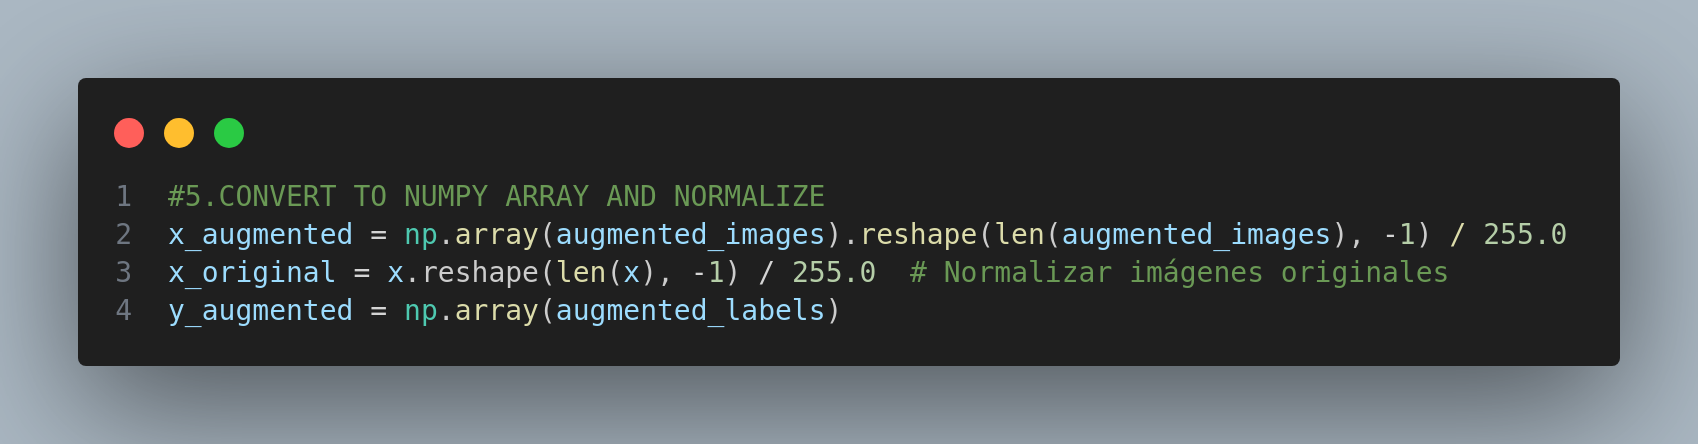 1 #5.CONVERT TO NUMPY ARRAY AND NORMALIZE
2 x_augmented = np.array(augmented_images).reshape(len(augmented_images), -1) / 255.0
3 x_original = x.reshape(len(x), -1) / 255.0  # Normalizar imágenes originales
4 y_augmented = np.array(augmented_labels)